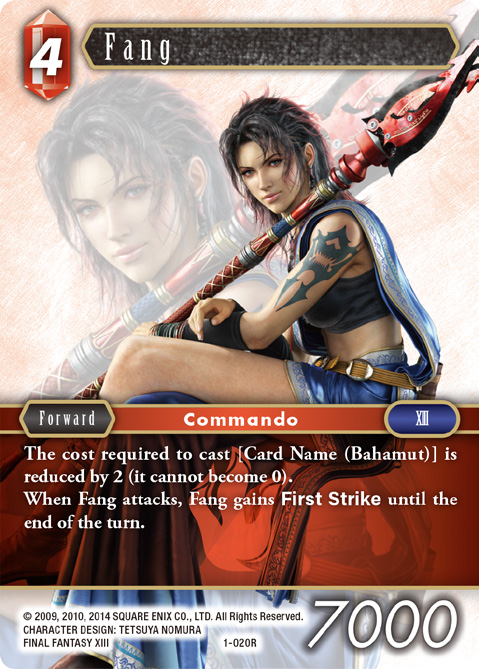 4
Fang
Forward
Commando
XIII
The cost required to cast [Card Name (Bahamut)] is
reduced by 2 (it cannot become 0).
When Fang attacks, Fang gains First Strike until the
end of the turn.
© 2009, 2010, 2014 SQUARE ENIX CO., LTD. All Rights Reserved.
CHARACTER DESIGN: TETSUYA NOMURA
FINAL FANTASY XIII
1-020R
7000